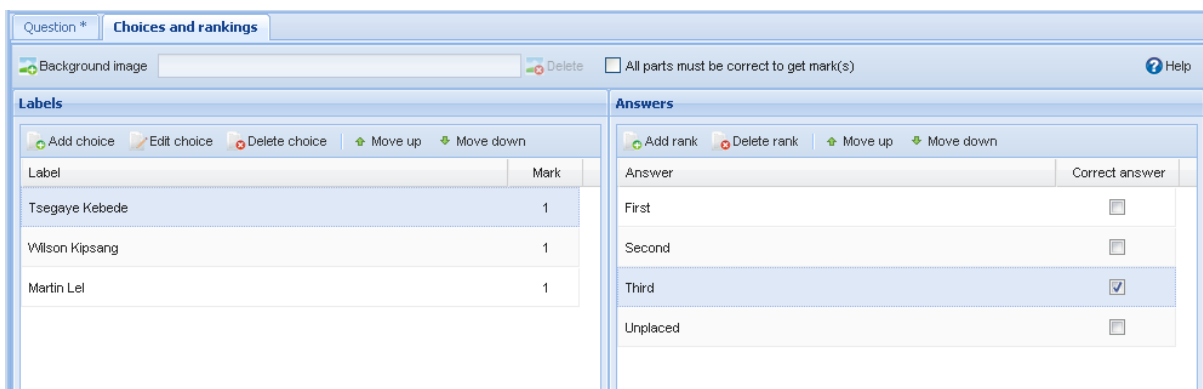 Question * Choices and rankings
Background image Delete All parts must be correct to get mark(s) Help
Labels Answers
Add choice Edit choice Delete choice Move up Move down Add rank Delete rank Move up Move down
Label Mark Answer Correct answer
Tsegaye Kebede 1 First
Wilson Kipsang 1 Second
Martin Lel 1 Third
Unplaced